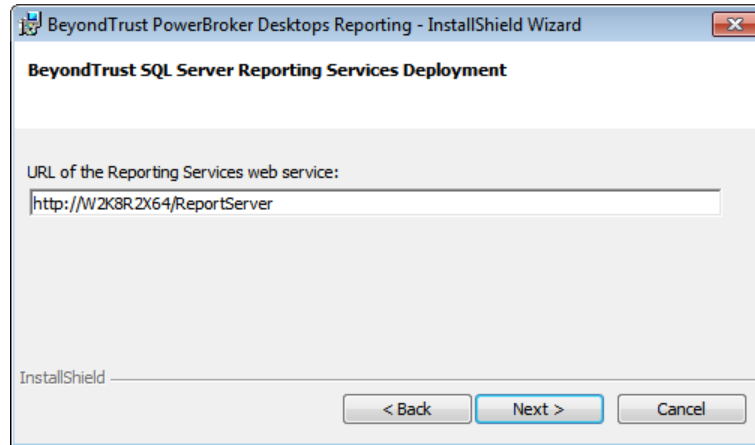 BeyondTrust PowerBroker Desktops Reporting - InstallShield Wizard
BeyondTrust SQL Server Reporting Services Deployment
URL of the Reporting Services web service:
http://W2K8R2X64/ReportServer
InstallShield
< Back
Next >
Cancel